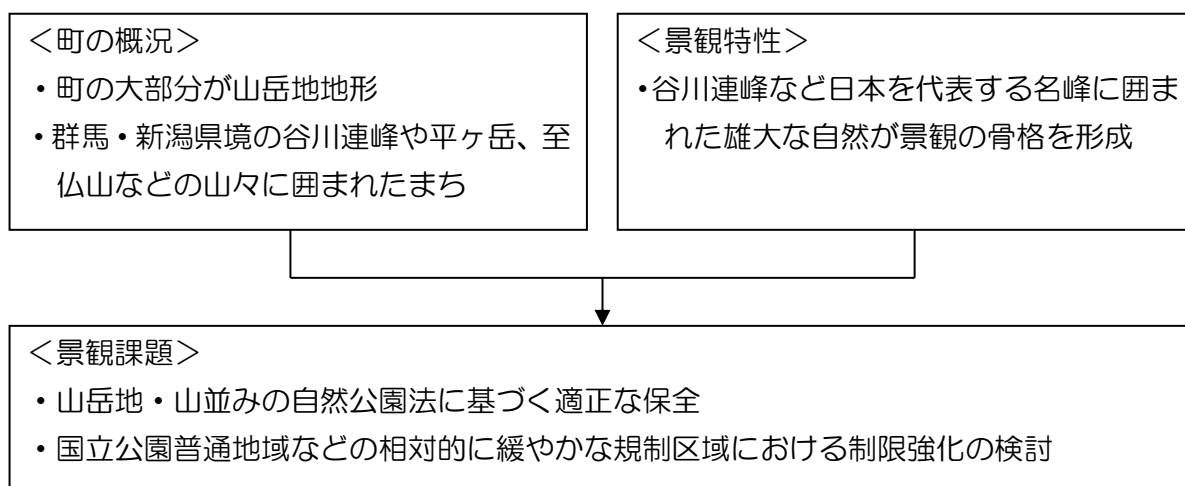 ＜町の概況＞
・町の大部分が山岳地地形
・群馬・新潟県境の谷川連峰や平ヶ岳、至
仏山などの山々に囲まれたまち
＜景観特性＞
・谷川連峰など日本を代表する名峰に囲ま
れた雄大な自然が景観の骨格を形成
＜景観課題＞
・山岳地・山並みの自然公園法に基づく適正な保全
・国立公園普通地域などの相対的に緩やかな規制区域における制限強化の検討